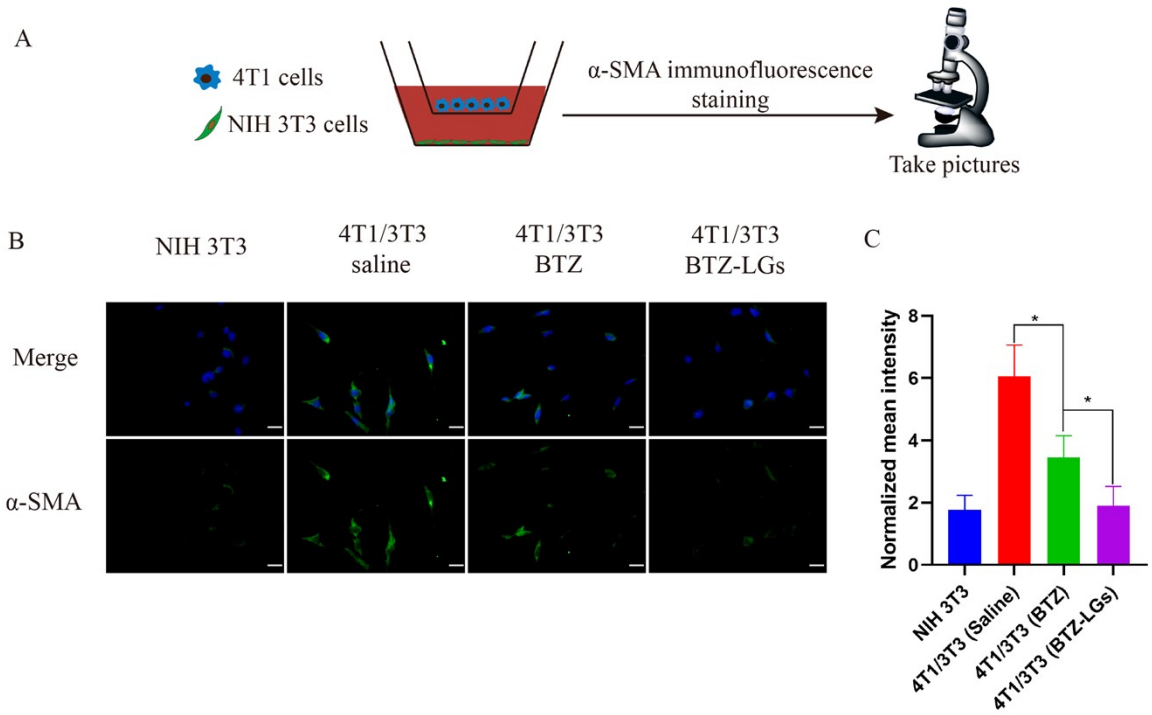 A
4T1 cells
NIH 3T3 cells
α-SMA immunofluorescence
staining
Take pictures
B
NIH 3T3
4T1/3T3
saline
4T1/3T3
BTZ
4T1/3T3
BTZ-LGs
Merge
α-SMA
C
Normalized mean intensity
8
6
4
2
0
*
*
NIH 3T3
4T1/3T3 (Saline)
4T1/3T3 (BTZ)
4T1/3T3 (BTZ-LGs)